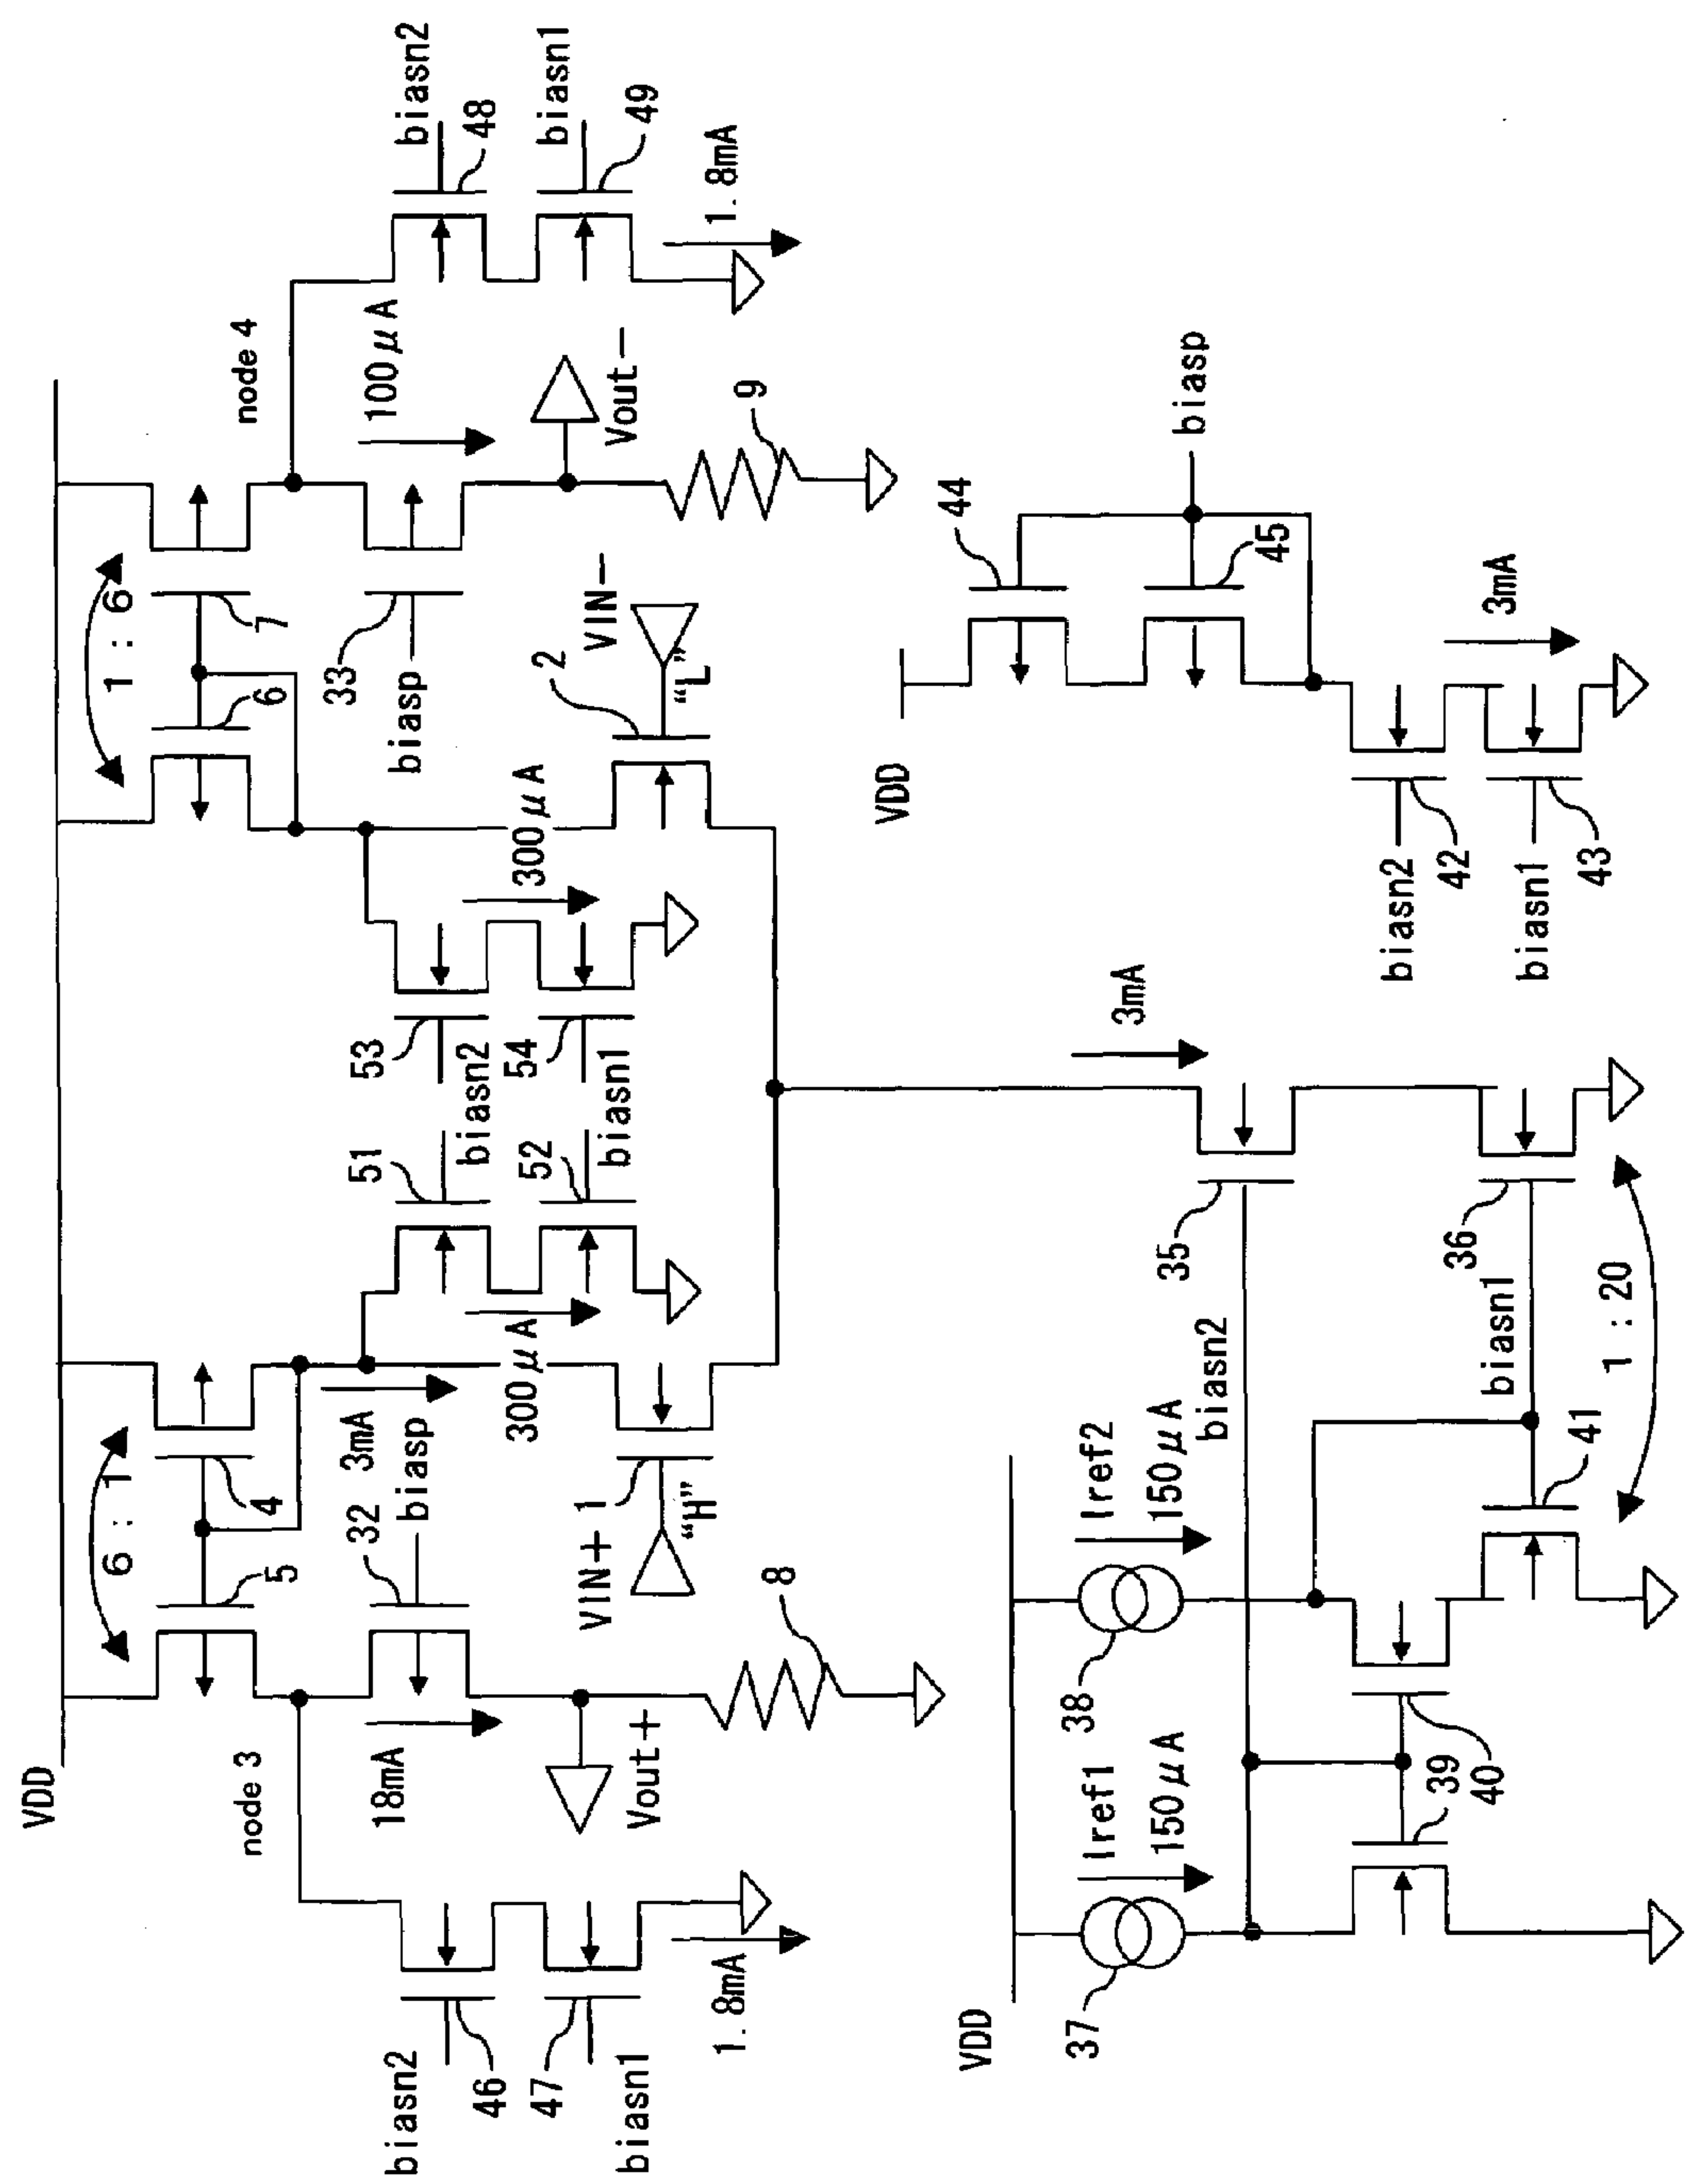 VDD
6 : 1
1 : 6
5
4
6
7
node 3
node 4
18mA
32
biasp
3mA
33
biasp
100μA
biasn2
46
47
biasn1
1.8mA
Vout+
8
VIN+
1
“H”
300μA
51
biasn2
52
biasn1
53
54
300μA
2
VIN−
“L”
Vout−
9
biasn2
48
biasn1
49
1.8mA
VDD
37
Iref1
150μA
38
Iref2
150μA
39
40
41
biasn2
biasn1
35
36
1 : 20
3mA
VDD
44
45
biasp
biasn2
42
biasn1
43
3mA